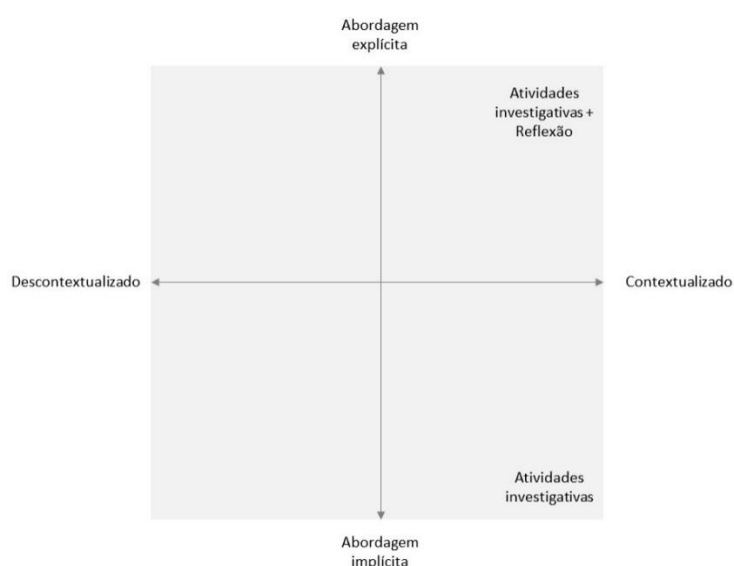 Abordagem
explícita
Atividades
investigativas +
Reflexão
Descontextualizado
Contextualizado
Atividades
investigativas
Abordagem
implícita